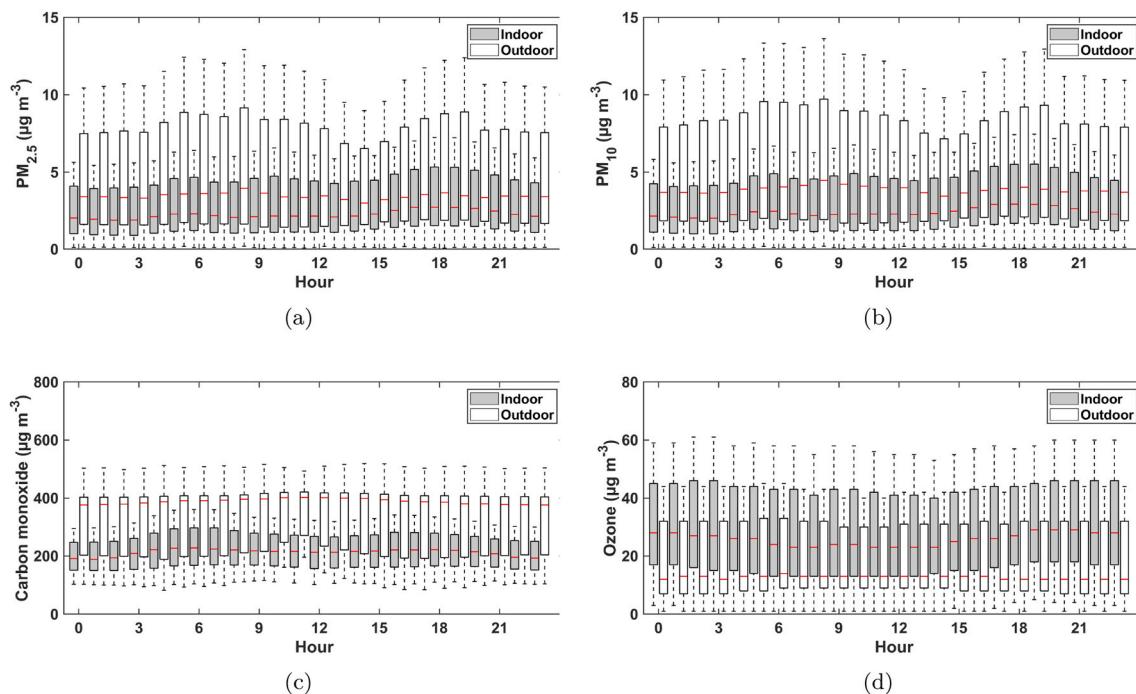 15
10
5
0
PM2.5 (µg m-3)
Indoor
Outdoor
0 3 6 9 12 15 18 21
Hour
(a)
15
10
5
0
PM10 (µg m-3)
Indoor
Outdoor
0 3 6 9 12 15 18 21
Hour
(b)
800
600
400
200
0
Carbon monoxide (µg m-3)
Indoor
Outdoor
0 3 6 9 12 15 18 21
Hour
(c)
80
60
40
20
0
Ozone (µg m-3)
Indoor
Outdoor
0 3 6 9 12 15 18 21
Hour
(d)